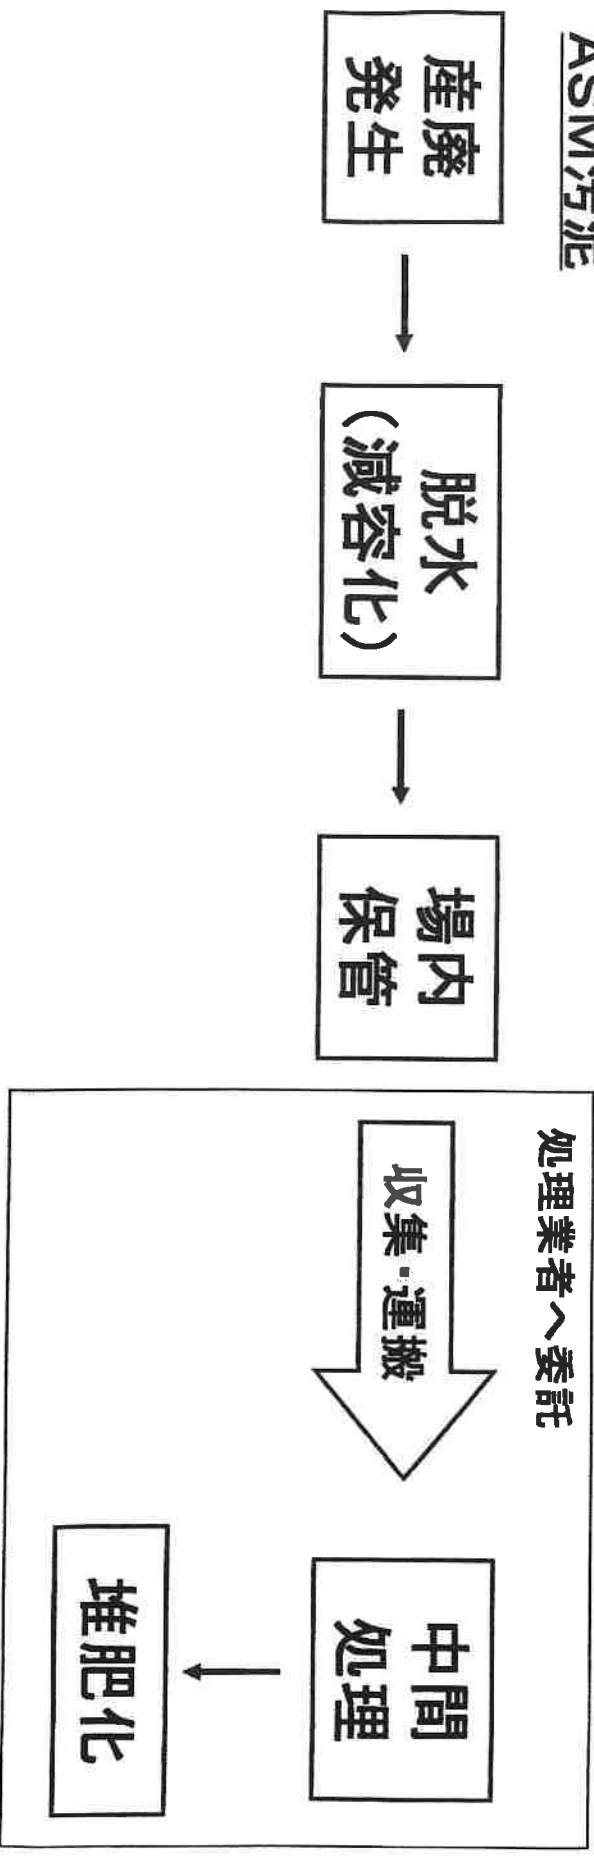 ASM汚泥
産廃
発生
脱水
（減容化）
場内
保管
処理業者へ委託
収集・運搬
中間
処理
堆肥化